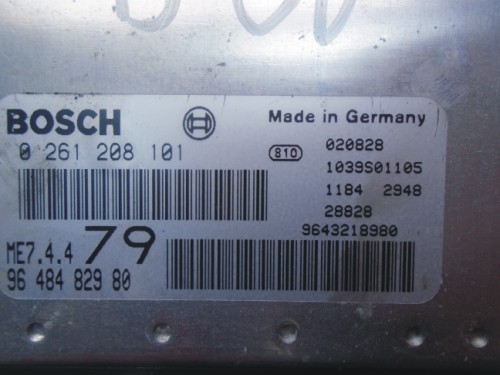 BOSCH
Made in Germany
0 261 208 101
810
020828
1039S01105
1184 2948
28828
9643218980
ME7.4.4 79
96 484 829 80